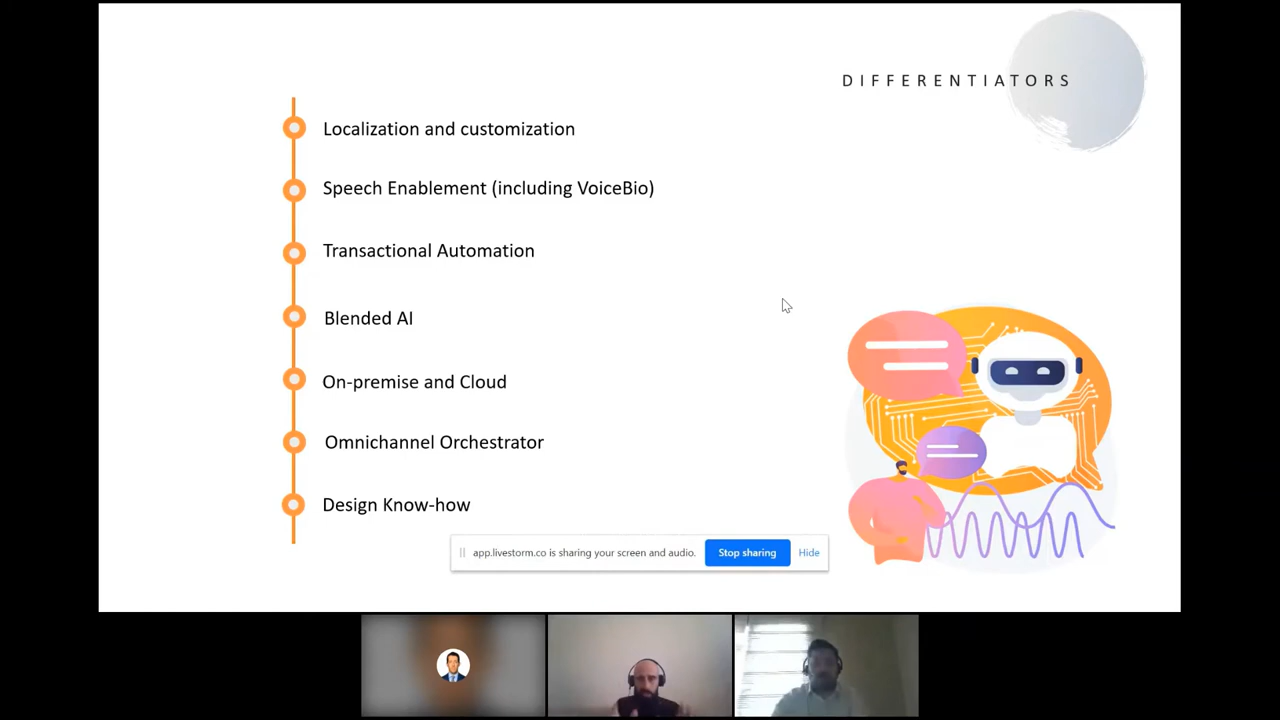 DIFFERENTIATORS
Localization and customization
Speech Enablement (including VoiceBio)
Transactional Automation
Blended AI
On-premise and Cloud
Omnichannel Orchestrator
Design Know-how
app.livestorm.co is sharing your screen and audio. Stop sharing Hide